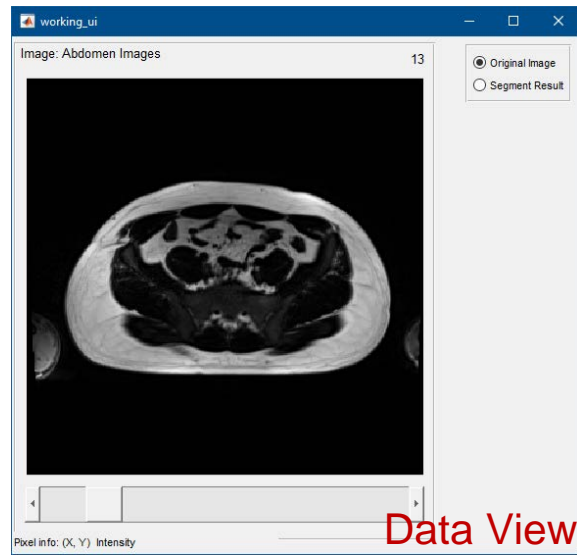 working_ui
Image: Abdomen Images
13
Original Image
Segment Result
Pixel info: (X, Y) Intensity
Data View